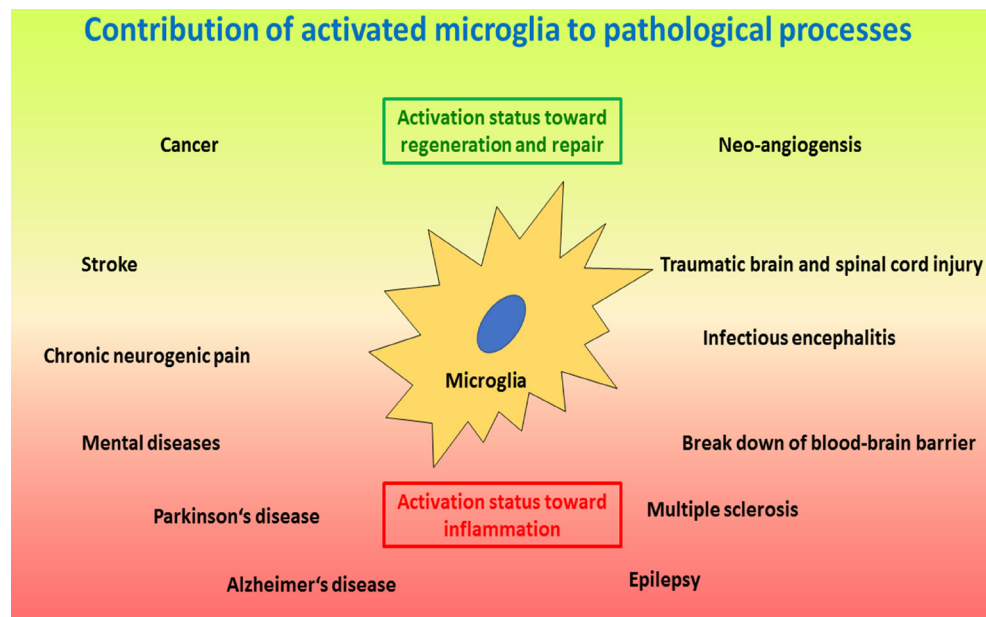 Contribution of activated microglia to pathological processes
Activation status toward
regeneration and repair
Cancer
Neo-angiogensis
Stroke
Traumatic brain and spinal cord injury
Infectious encephalitis
Chronic neurogenic pain
Microglia
Mental diseases
Break down of blood-brain barrier
Activation status toward
inflammation
Parkinson‘s disease
Multiple sclerosis
Alzheimer‘s disease
Epilepsy